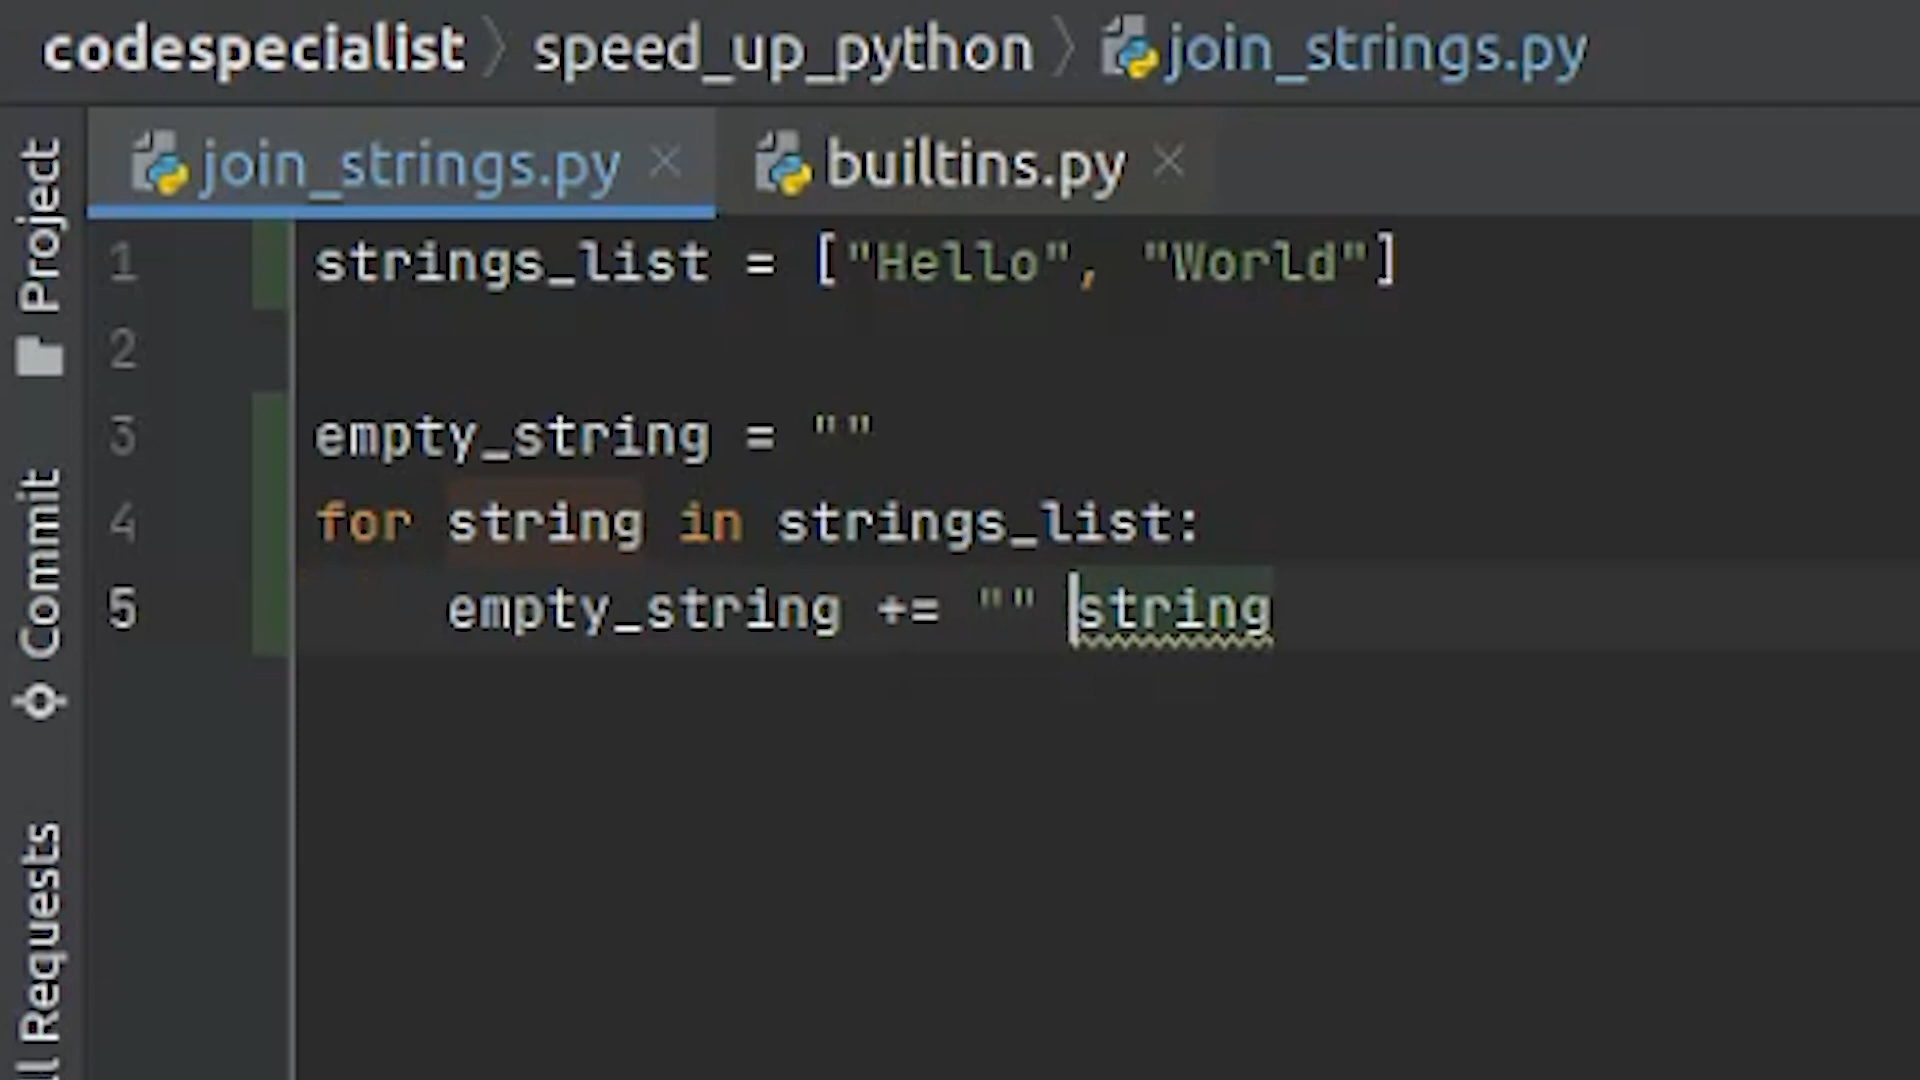 codespecialist 〉 speed_up_python 〉 join_strings.py
join_strings.py × builtins.py ×
Project
Commit
ll Requests
1 strings_list = ["Hello", "World"]
2
3 empty_string = ""
4 for string in strings_list:
5 empty_string += "" string